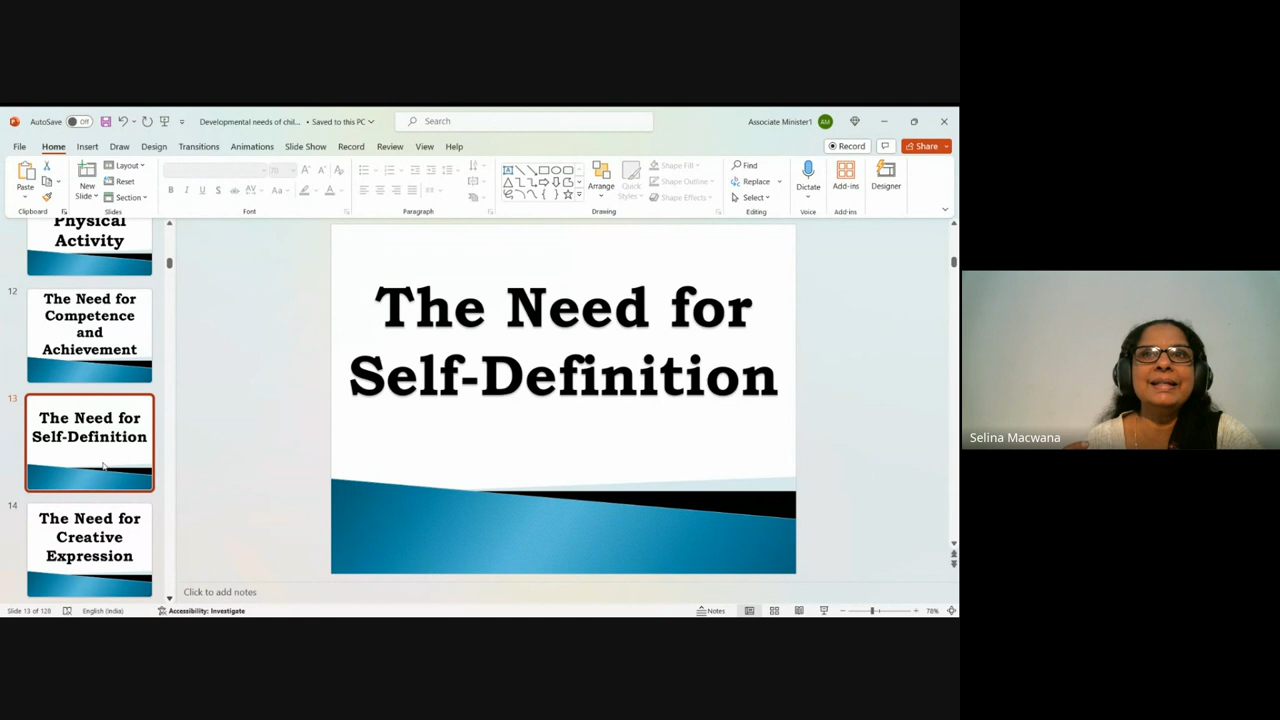 AutoSave Off
Developmental needs of chil... • Saved to this PC
Search
Associate Minister1 AM
File Home Insert Draw Design Transitions Animations Slide Show Record Review View Help
Record
Share
Paste
New
Slide
Layout
Reset
Section
Shape Fill
Shape Outline
Shape Effects
Arrange
Quick
Styles
Find
Replace
Select
Dictate
Add-ins
Designer
Clipboard Slides Font Paragraph Drawing Editing Voice Add-ins
Physical
Activity
12
The Need for
Competence
and
Achievement
13
The Need for
Self-Definition
14
The Need for
Creative
Expression
The Need for
Self-Definition
Click to add notes
Slide 13 of 128 English (India) Accessibility: Investigate Notes 78%
Selina Macwana